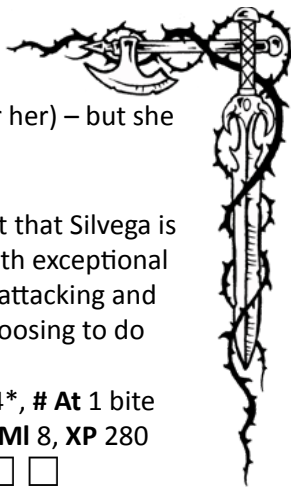 her) – but she
t that Silvega is
th exceptional
attacking and
oosing to do
4*, # At 1 bite
Ml 8, XP 280